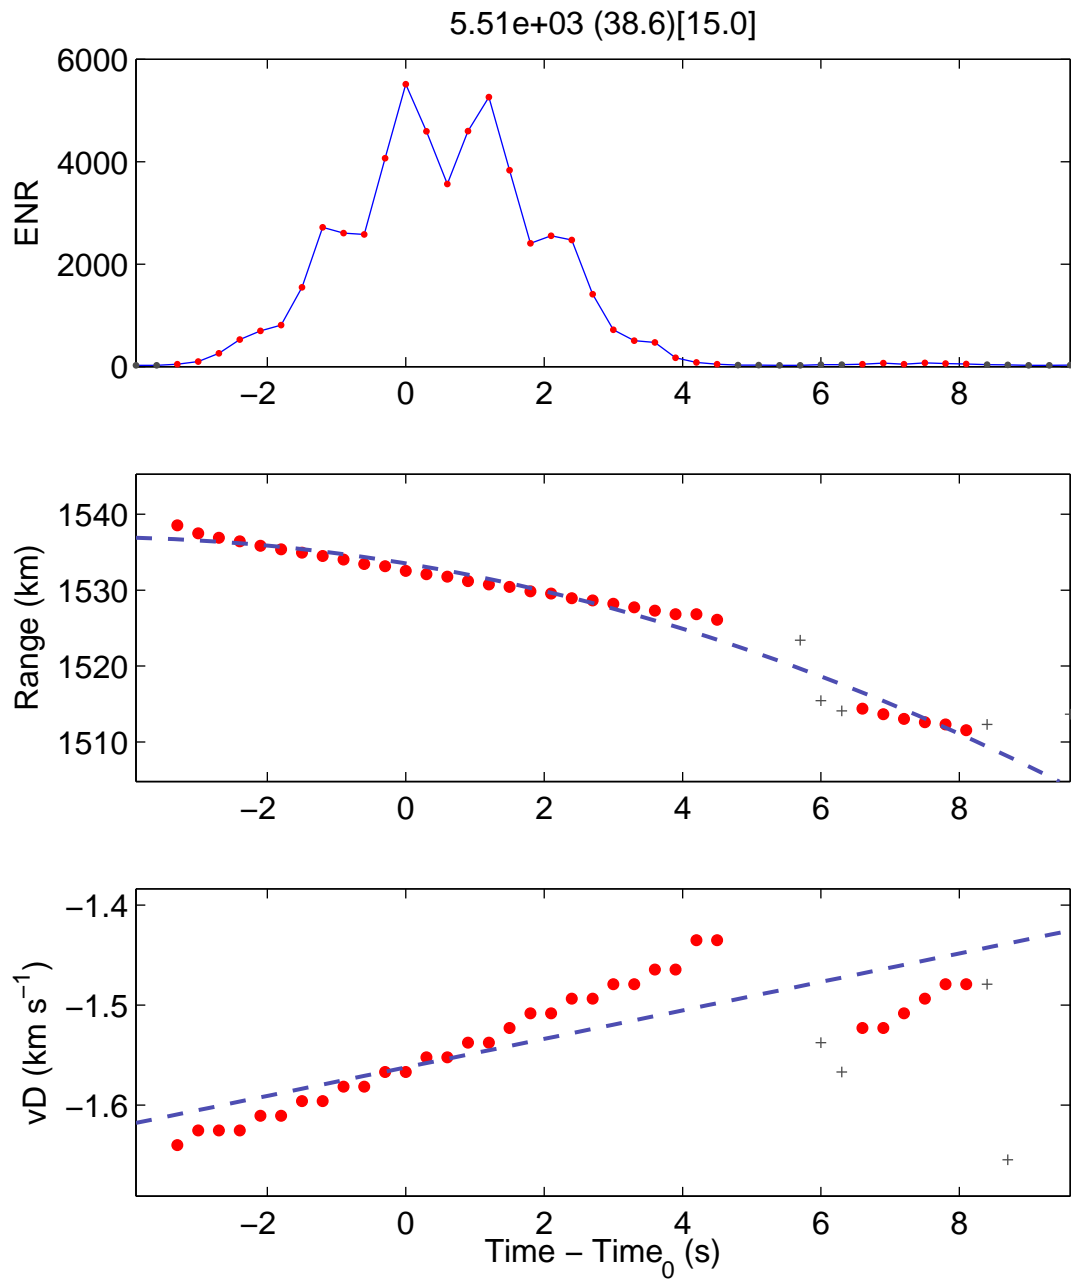 5.51e+03 (38.6)[15.0]
6000
4000
2000
0
ENR
−2 0 2 4 6 8
1540
1530
1520
1510
Range (km)
−2 0 2 4 6 8
−1.4
−1.5
−1.6
vD (km s⁻¹)
−2 0 2 4 6 8
Time − Time₀ (s)